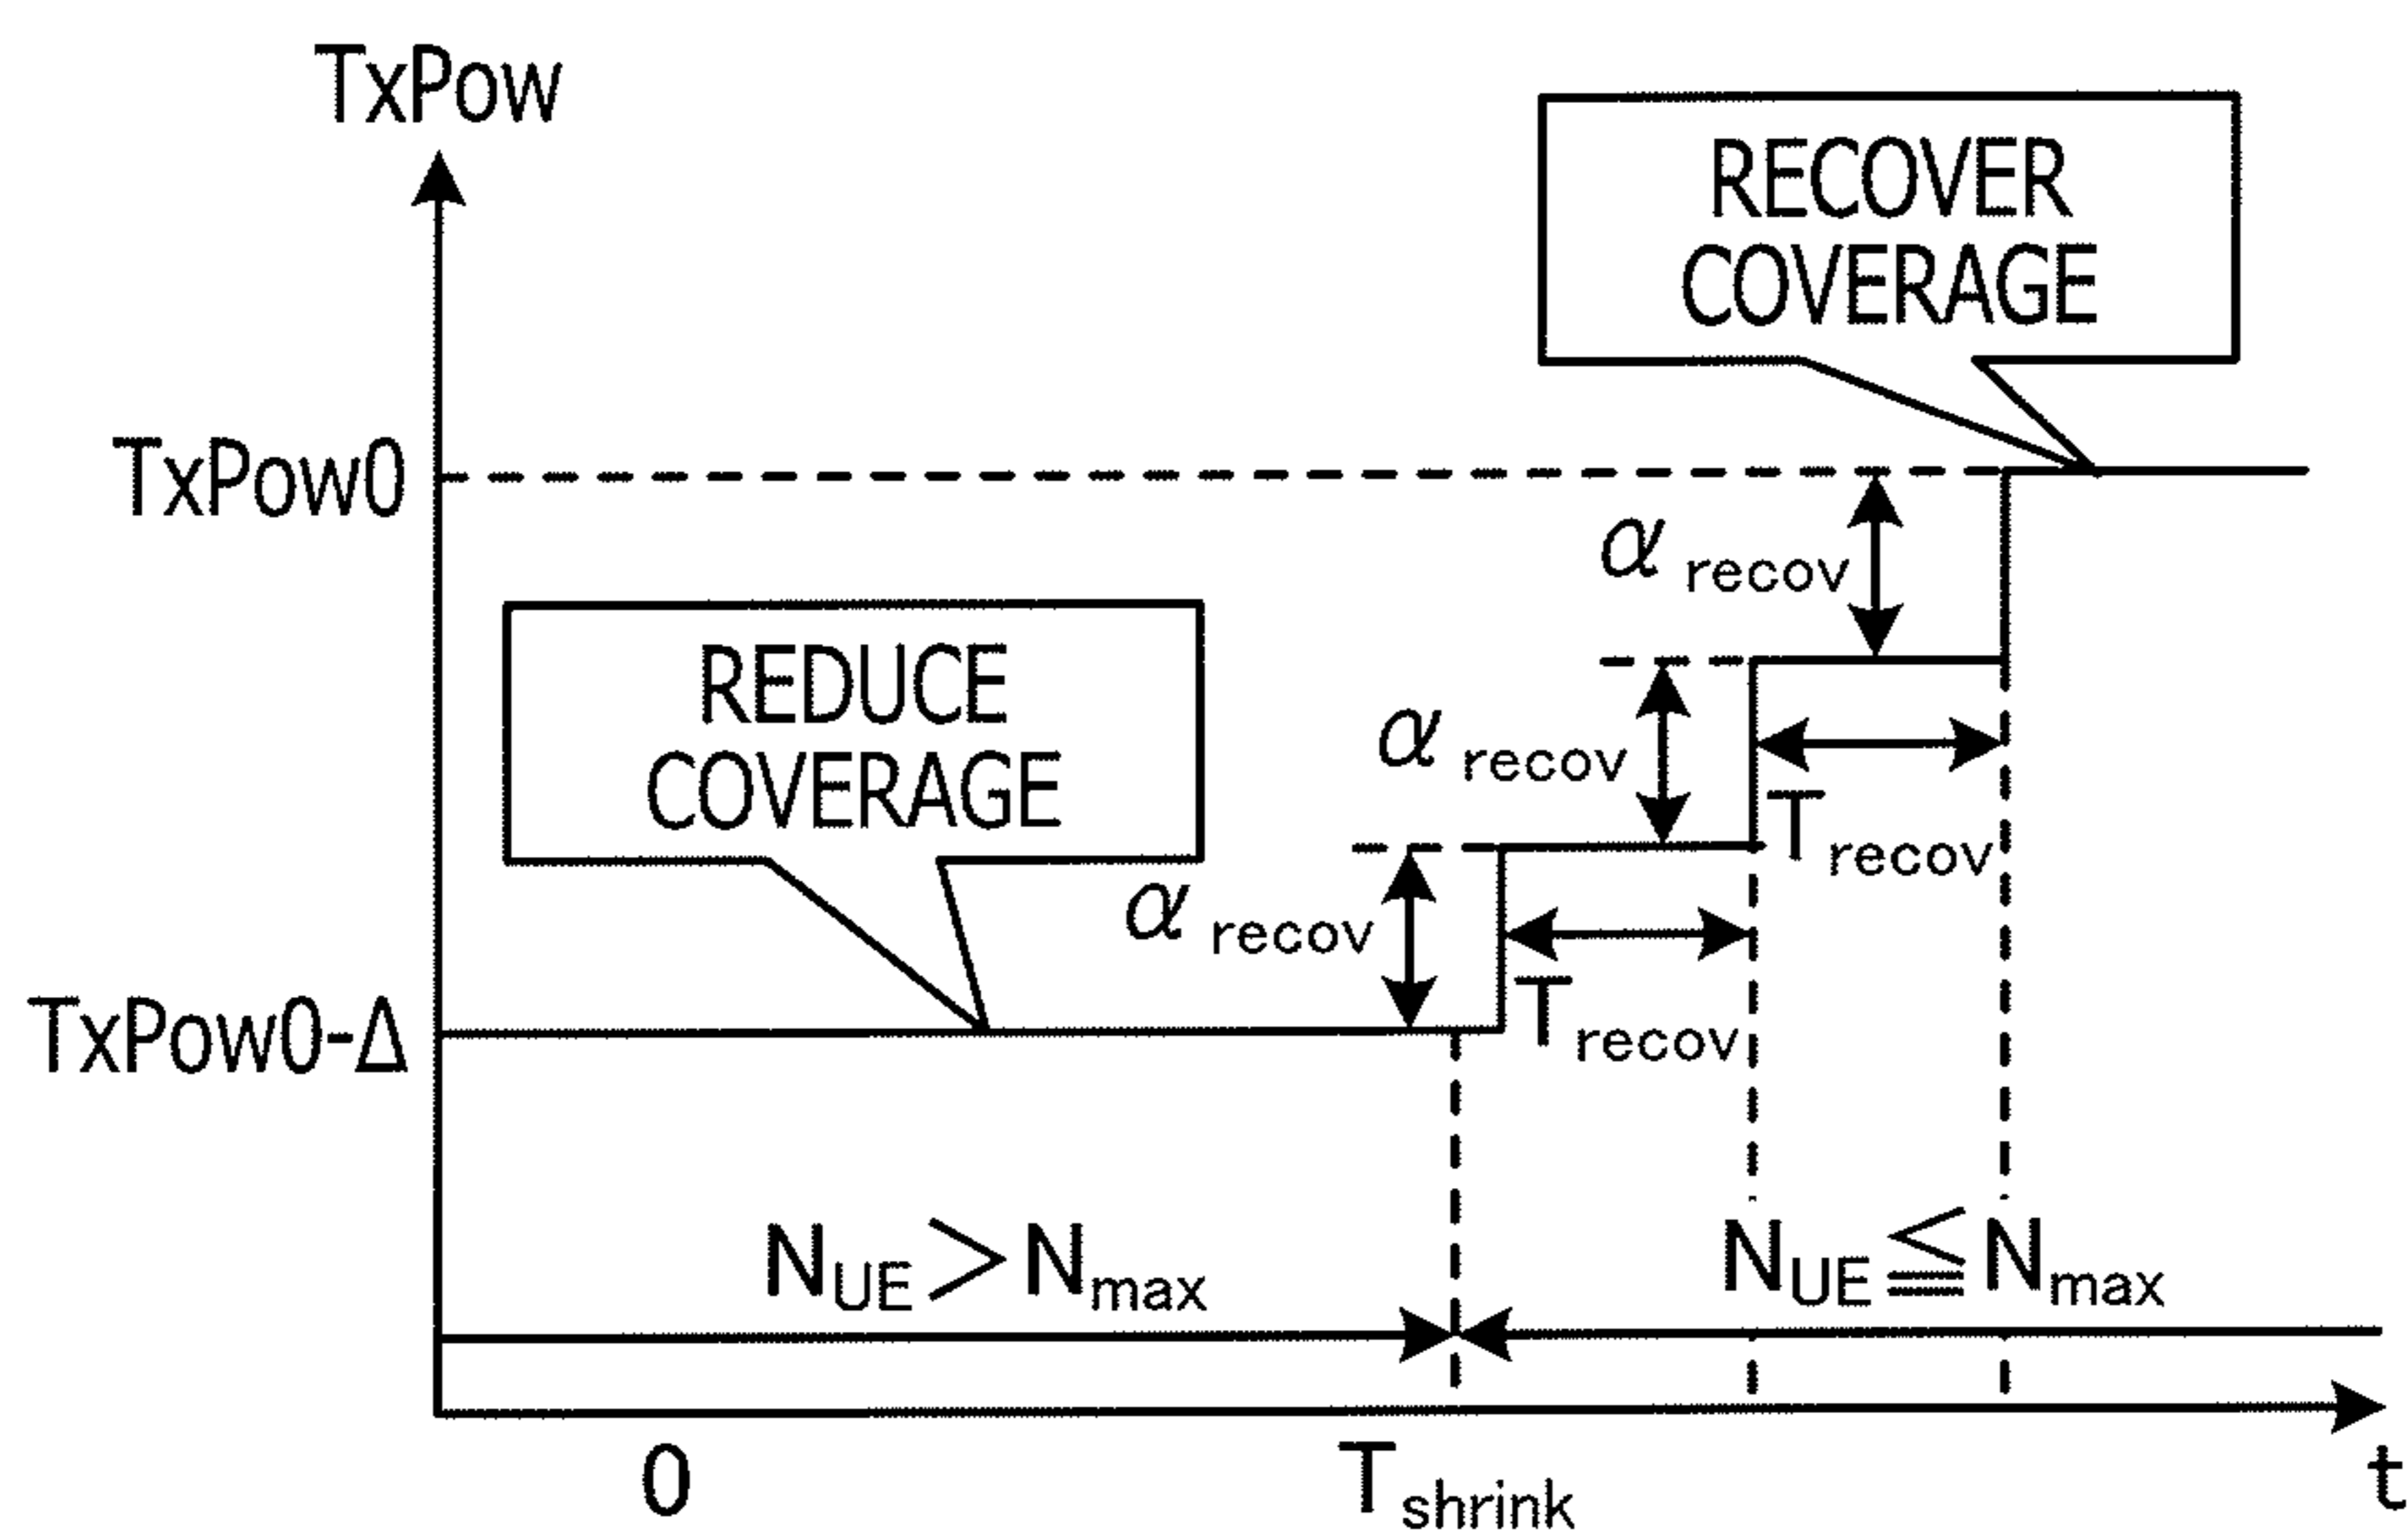 TxPow
RECOVER
COVERAGE
TxPow0
α recov
REDUCE
COVERAGE
α recov
T recov
α recov
T recov
TxPow0-Δ
N UE > N max
N UE ≦ N max
0
T shrink
t